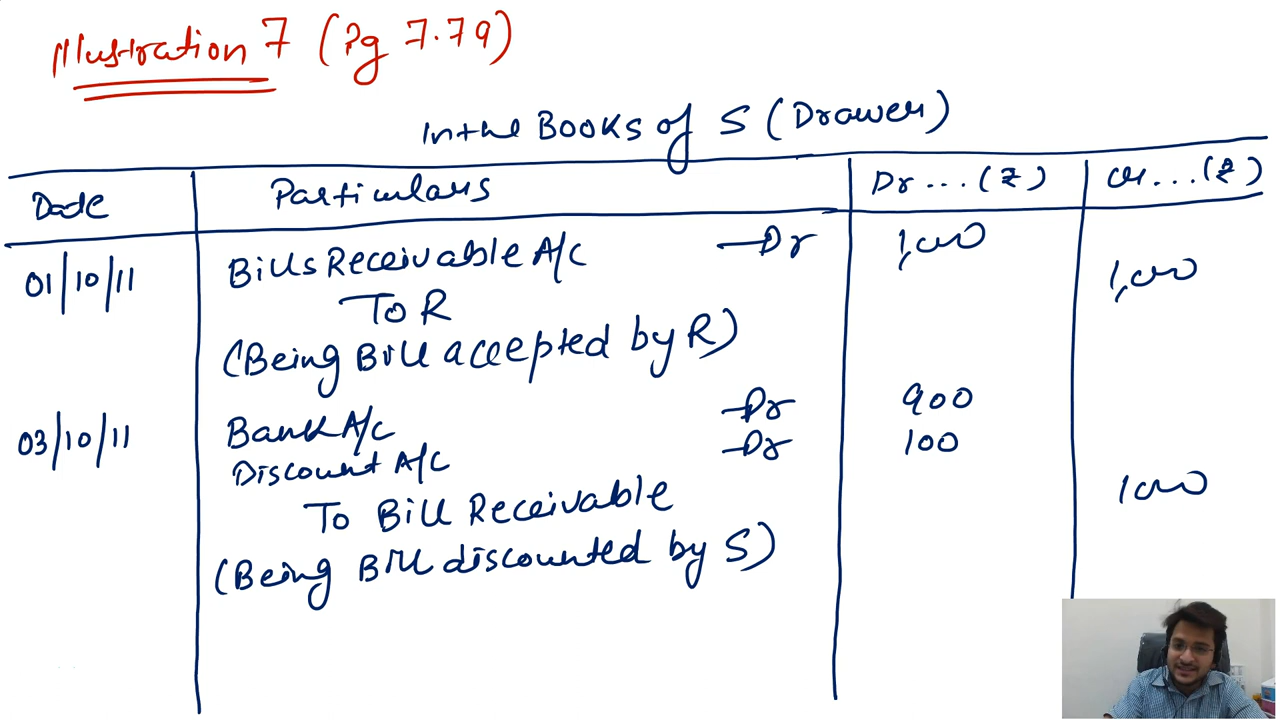 Illustration 7 (Pg 7.79)
In the Books of S (Drawer)
Date Particulars Dr...(₹) Cr...(₹)
01/10/11 Bills Receivable A/C —Dr 1,000
To R 1,000
(Being Bill accepted by R)
03/10/11 Bank A/C —Dr 900
Discount A/C —Dr 100
To Bill Receivable 1000
(Being Bill discounted by S)